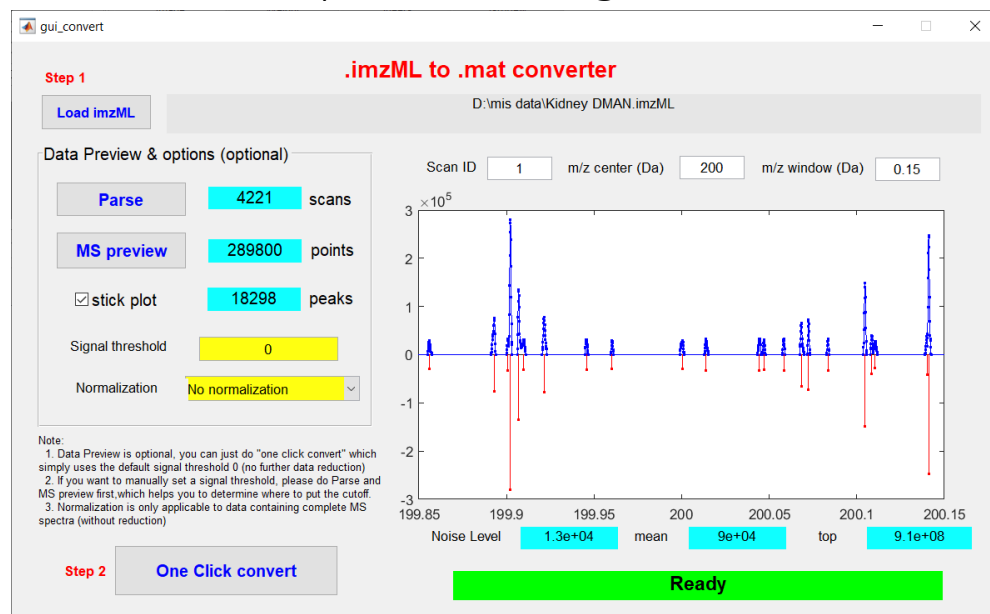 gui_convert
.imzML to .mat converter
Step 1
Load imzML
D:\mis data\Kidney DMAN.imzML
Data Preview & options (optional)
Parse
4221 scans
MS preview
289800 points
stick plot
18298 peaks
Signal threshold
0
Normalization
No normalization
Note:
1. Data Preview is optional, you can just do "one click convert" which
simply uses the default signal threshold 0 (no further data reduction)
2. If you want to manually set a signal threshold, please do Parse and
MS preview first,which helps you to determine where to put the cutoff.
3. Normalization is only applicable to data containing complete MS
spectra (without reduction)
Scan ID 1 m/z center (Da) 200 m/z window (Da) 0.15
×10^5
3
2
1
0
-1
-2
-3
199.85 199.9 199.95 200 200.05 200.1 200.15
Noise Level 1.3e+04 mean 9e+04 top 9.1e+08
Step 2
One Click convert
Ready